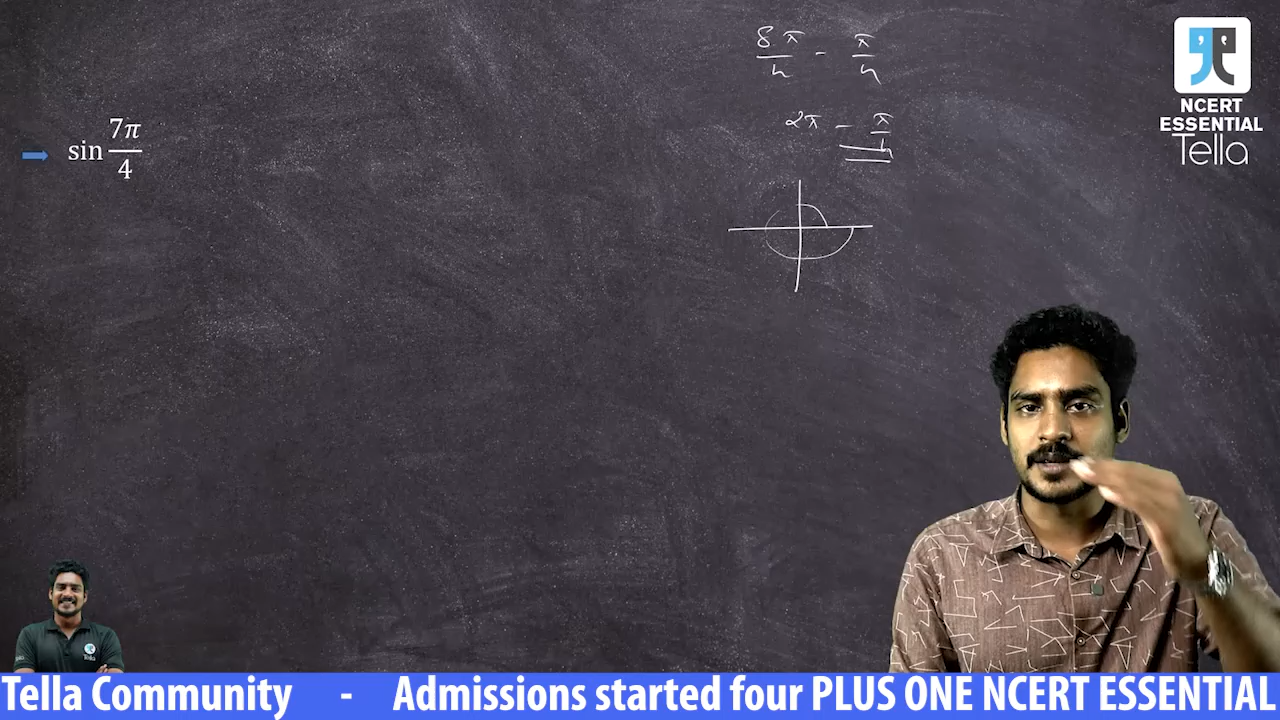 8π/4 - π/4
2π - π/4
sin 7π/4
NCERT
ESSENTIAL
Tella
Tella Community - Admissions started four PLUS ONE NCERT ESSENTIAL